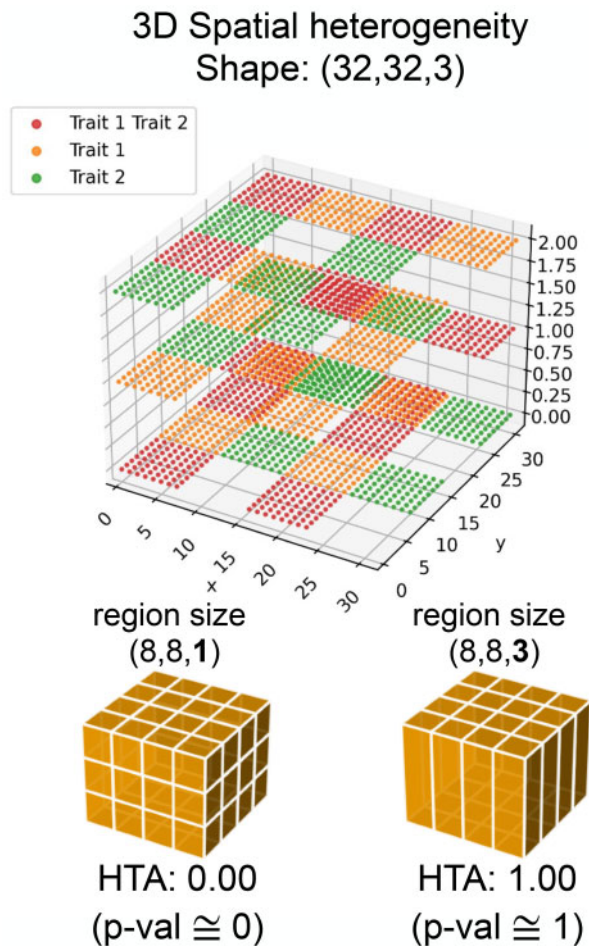 3D Spatial heterogeneity
Shape: (32,32,3)
Trait 1 Trait 2
Trait 1
Trait 2
2.00
1.75
1.50
1.25
1.00
0.75
0.50
0.25
0.00
0
5
10
+ 15
20
25
30
0
5
10
15
20
25
30
y
region size
(8,8,1)
region size
(8,8,3)
HTA: 0.00
(p-val ≅ 0)
HTA: 1.00
(p-val ≅ 1)